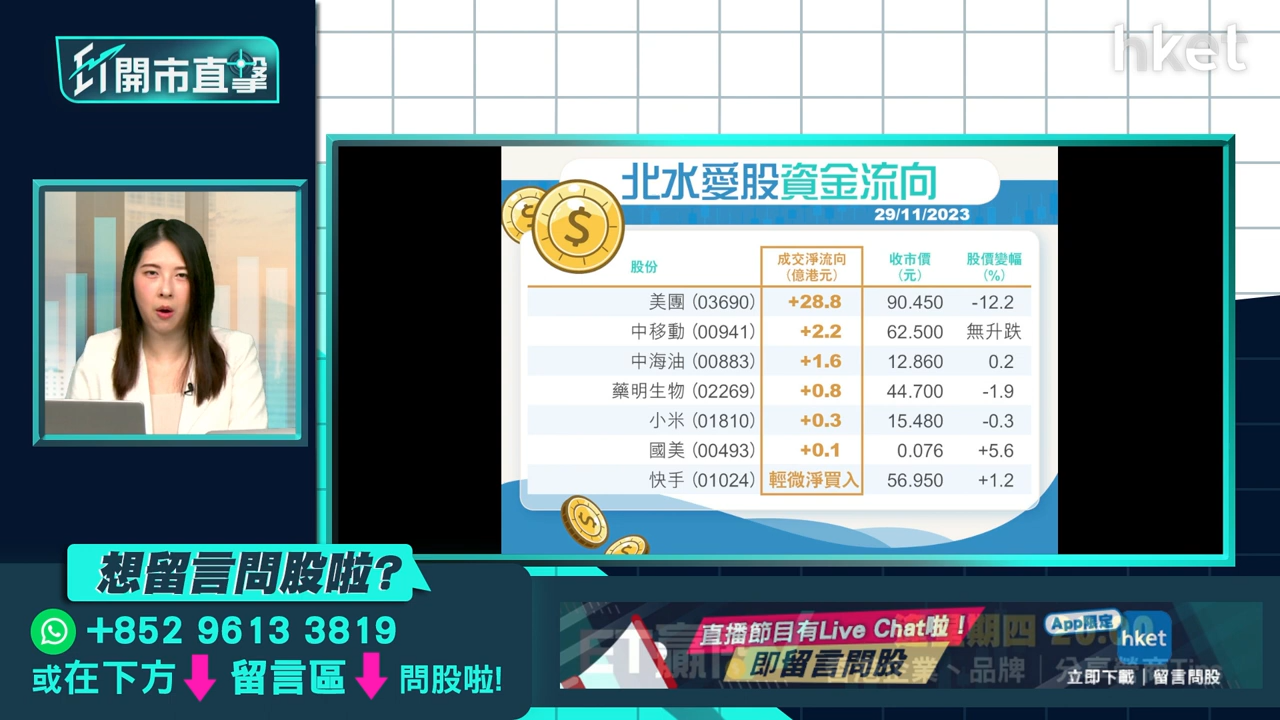 ET開市直擊
hket
北水愛股資金流向
29/11/2023
股份 成交淨流向(億港元) 收市價(元) 股價變幅(%)
美團 (03690) +28.8 90.450 -12.2
中移動 (00941) +2.2 62.500 無升跌
中海油 (00883) +1.6 12.860 0.2
藥明生物 (02269) +0.8 44.700 -1.9
小米 (01810) +0.3 15.480 -0.3
國美 (00493) +0.1 0.076 +5.6
快手 (01024) 輕微淨買入 56.950 +1.2
想留言問股啦?
+852 9613 3819
或在下方 留言區 問股啦!
直播節目有Live Chat啦！
即留言問股
App限定
hket
立即下載｜留言問股